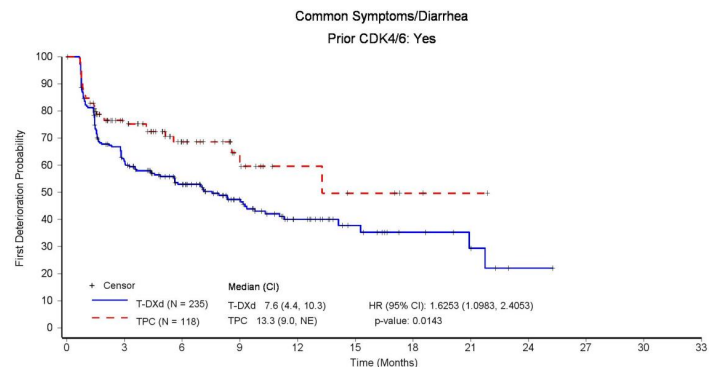 Common Symptoms/Diarrhea
Prior CDK4/6: Yes
First Deterioration Probability
100
90
80
70
60
50
40
30
20
10
0
+ Censor
Median (CI)
T-DXd (N = 235)
T-DXd 7.6 (4.4, 10.3)
HR (95% CI): 1.6253 (1.0983, 2.4053)
TPC (N = 118)
TPC 13.3 (9.0, NE)
p-value: 0.0143
0 3 6 9 12 15 18 21 24 27 30 33
Time (Months)